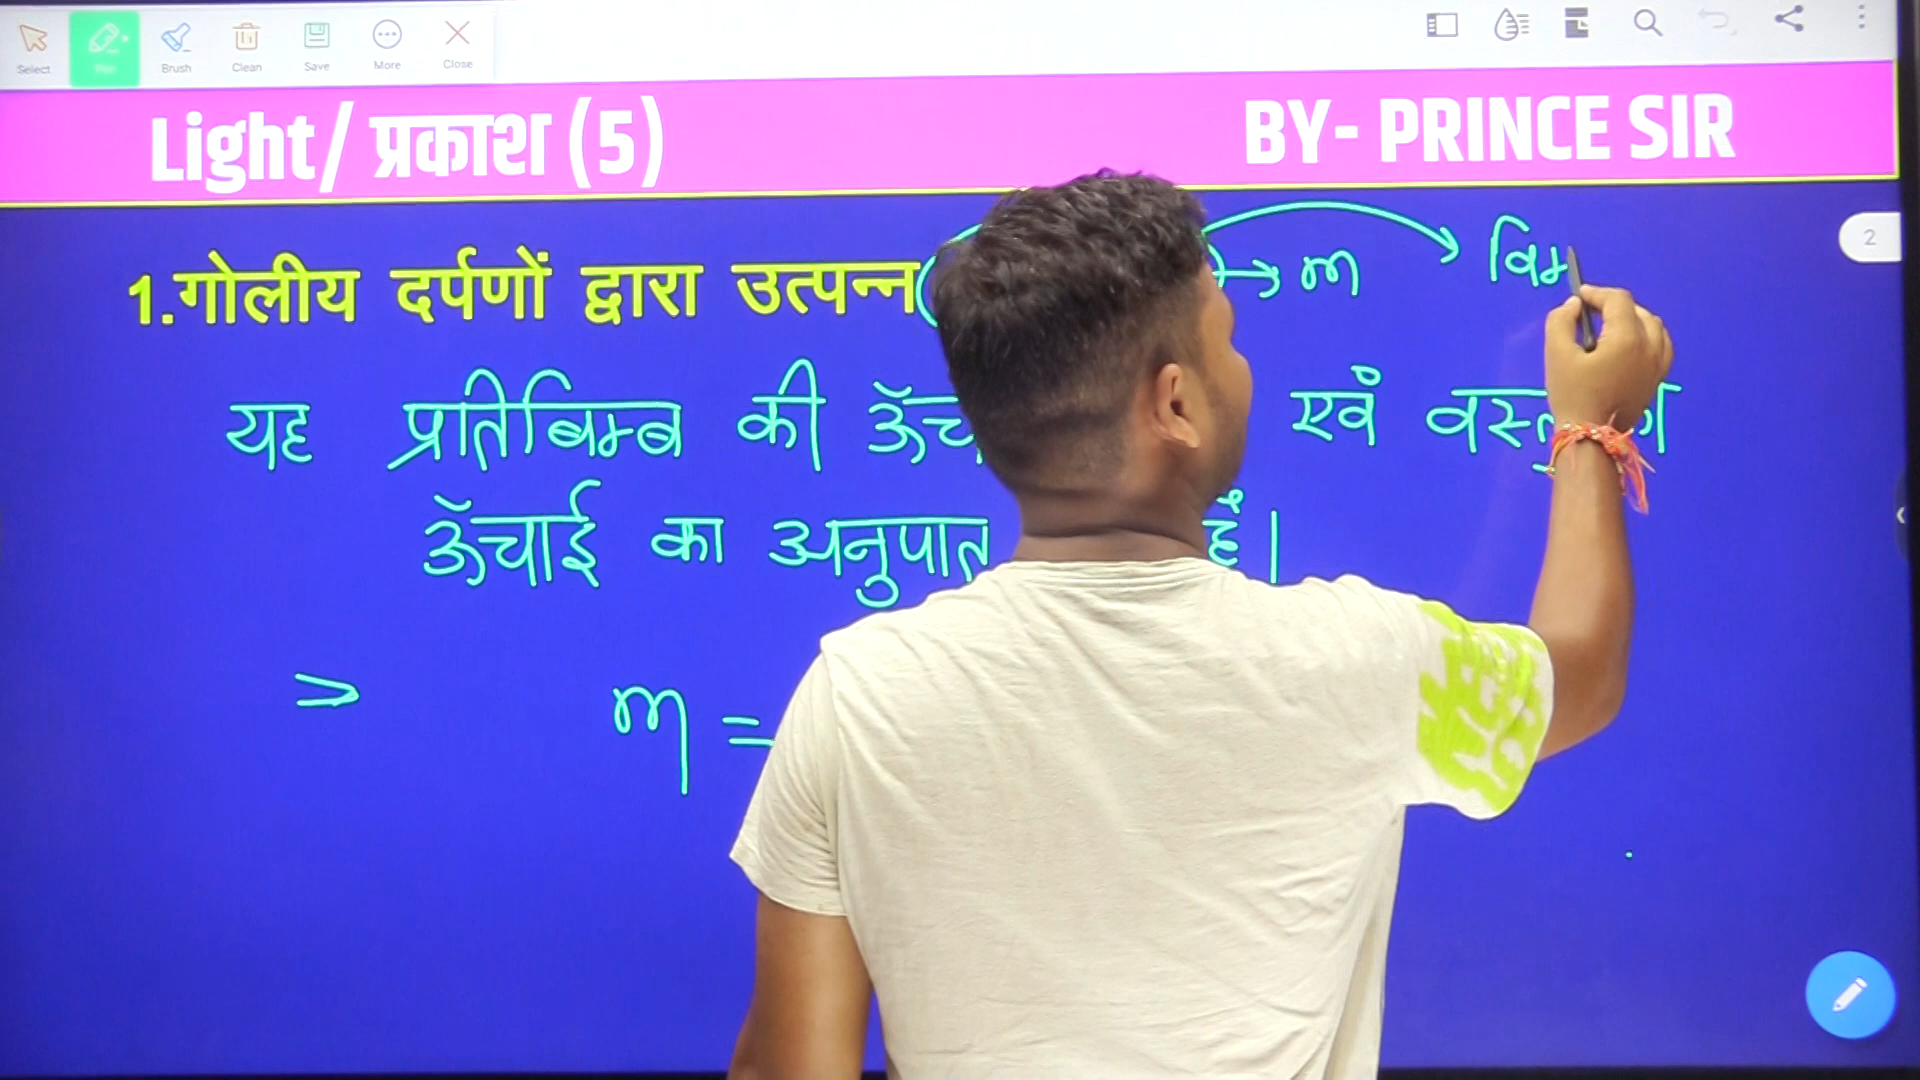 Select
Brush
Clean
Save
More
Close
Light/ प्रकाश (5) BY- PRINCE SIR
2
1.गोलीय दर्पणों द्वारा उत्पन्न → m
यह प्रतिबिम्ब की एवं
ऊँचाई का अनुपात
m =